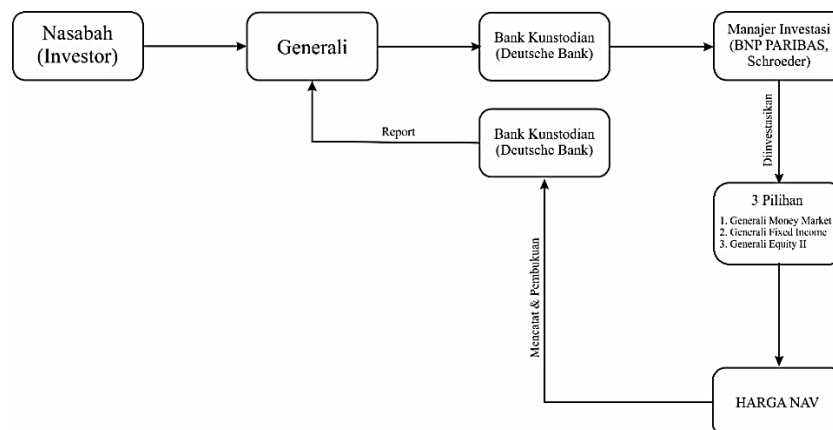 Nasabah
(Investor)
Generali
Bank Kunstodian
(Deutsche Bank)
Manajer Investasi
(BNP PARIBAS,
Schroeder)
Report
Bank Kunstodian
(Deutsche Bank)
Diinvestasikan
3 Pilihan
1. Generali Money Market
2. Generali Fixed Income
3. Generali Equity II
Mencatat & Pembukuan
HARGA NAV